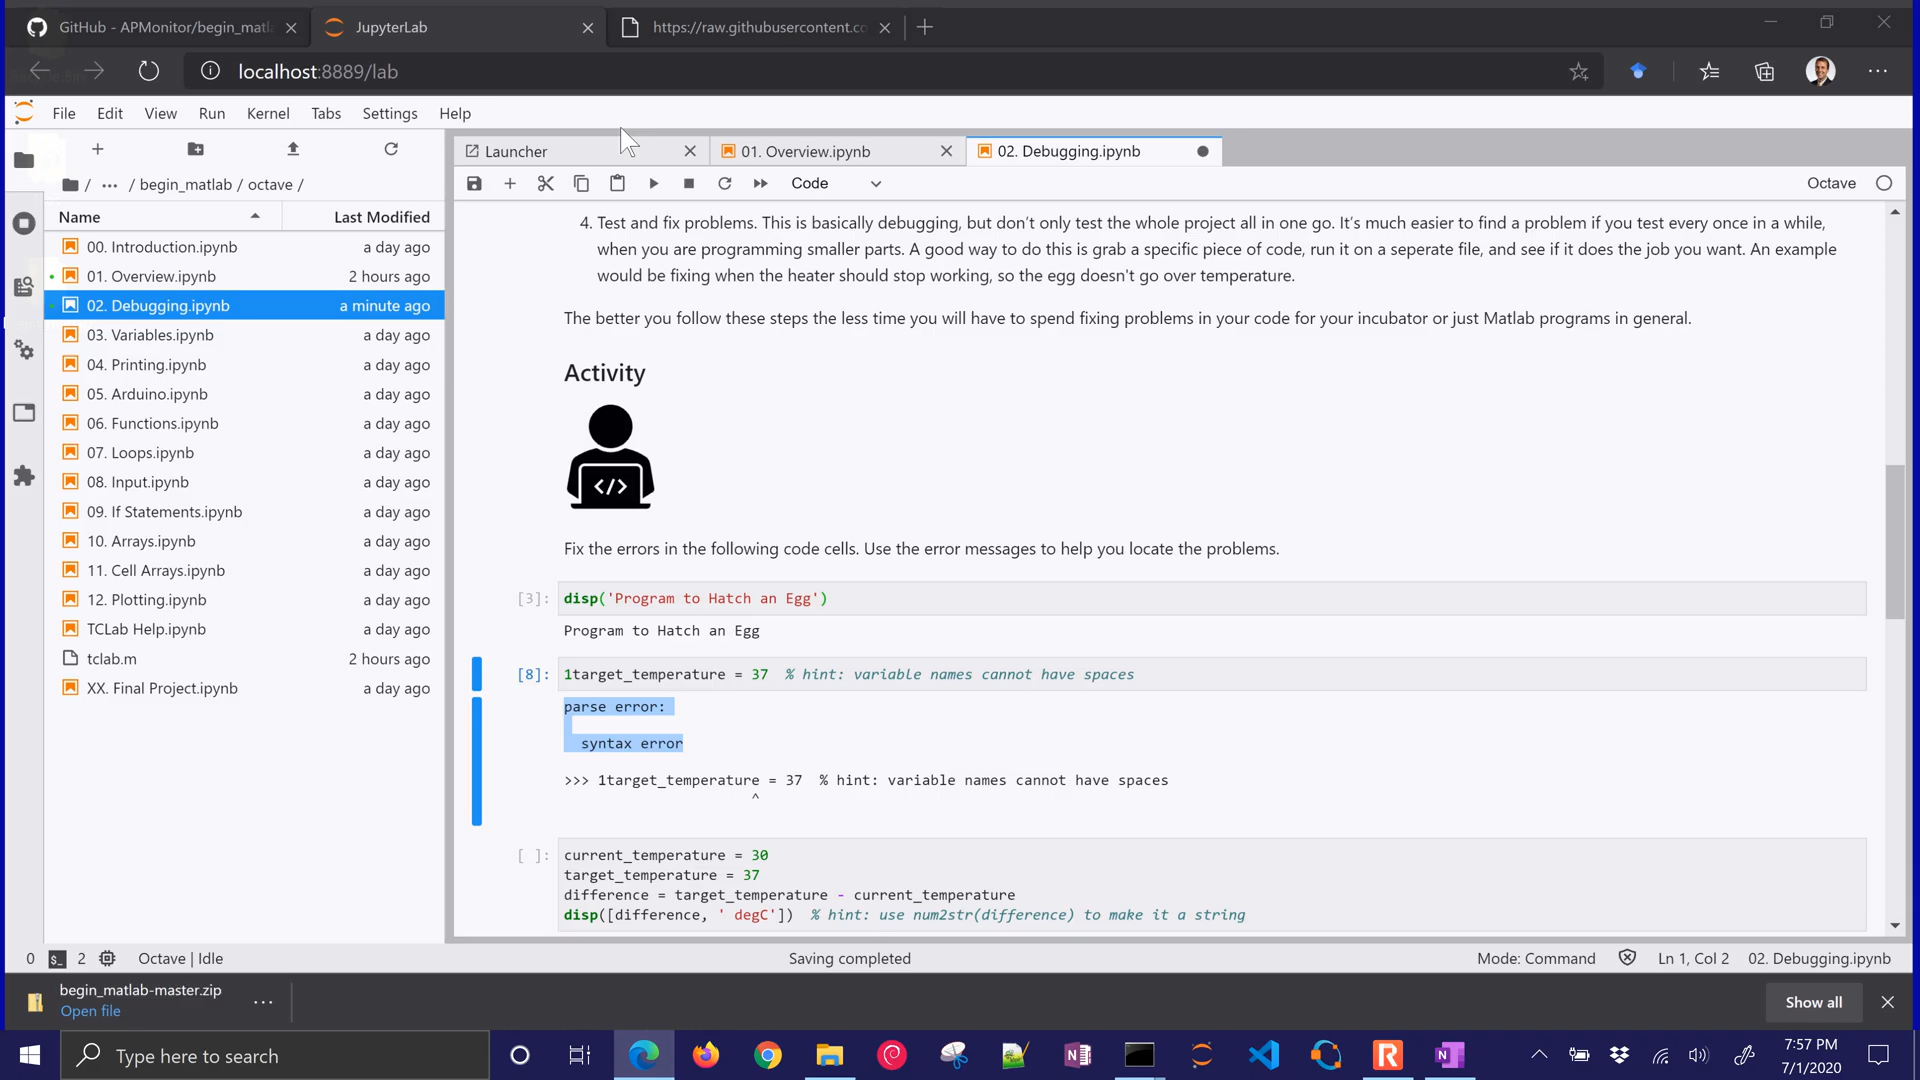 GitHub - APMonitor/begin_matla
JupyterLab
https://raw.githubusercontent.co
localhost:8889/lab
File Edit View Run Kernel Tabs Settings Help
/ ··· / begin_matlab / octave /
Name Last Modified
00. Introduction.ipynb a day ago
01. Overview.ipynb 2 hours ago
02. Debugging.ipynb a minute ago
03. Variables.ipynb a day ago
04. Printing.ipynb a day ago
05. Arduino.ipynb a day ago
06. Functions.ipynb a day ago
07. Loops.ipynb a day ago
08. Input.ipynb a day ago
09. If Statements.ipynb a day ago
10. Arrays.ipynb a day ago
11. Cell Arrays.ipynb a day ago
12. Plotting.ipynb a day ago
TCLab Help.ipynb a day ago
tclab.m 2 hours ago
XX. Final Project.ipynb a day ago
Launcher
01. Overview.ipynb
02. Debugging.ipynb
Code
Octave
4. Test and fix problems. This is basically debugging, but don’t only test the whole project all in one go. It’s much easier to find a problem if you test every once in a while,
when you are programming smaller parts. A good way to do this is grab a specific piece of code, run it on a seperate file, and see if it does the job you want. An example
would be fixing when the heater should stop working, so the egg doesn't go over temperature.
The better you follow these steps the less time you will have to spend fixing problems in your code for your incubator or just Matlab programs in general.
Activity
</>
Fix the errors in the following code cells. Use the error messages to help you locate the problems.
[3]: disp('Program to Hatch an Egg')
Program to Hatch an Egg
[8]: 1target_temperature = 37  % hint: variable names cannot have spaces
parse error:
syntax error
>>> 1target_temperature = 37  % hint: variable names cannot have spaces
^
[ ]: current_temperature = 30
target_temperature = 37
difference = target_temperature - current_temperature
disp([difference, ' degC'])  % hint: use num2str(difference) to make it a string
0 $_ 2 Octave | Idle
Saving completed
Mode: Command
Ln 1, Col 2
02. Debugging.ipynb
begin_matlab-master.zip
Open file
Show all
Type here to search
7:57 PM
7/1/2020